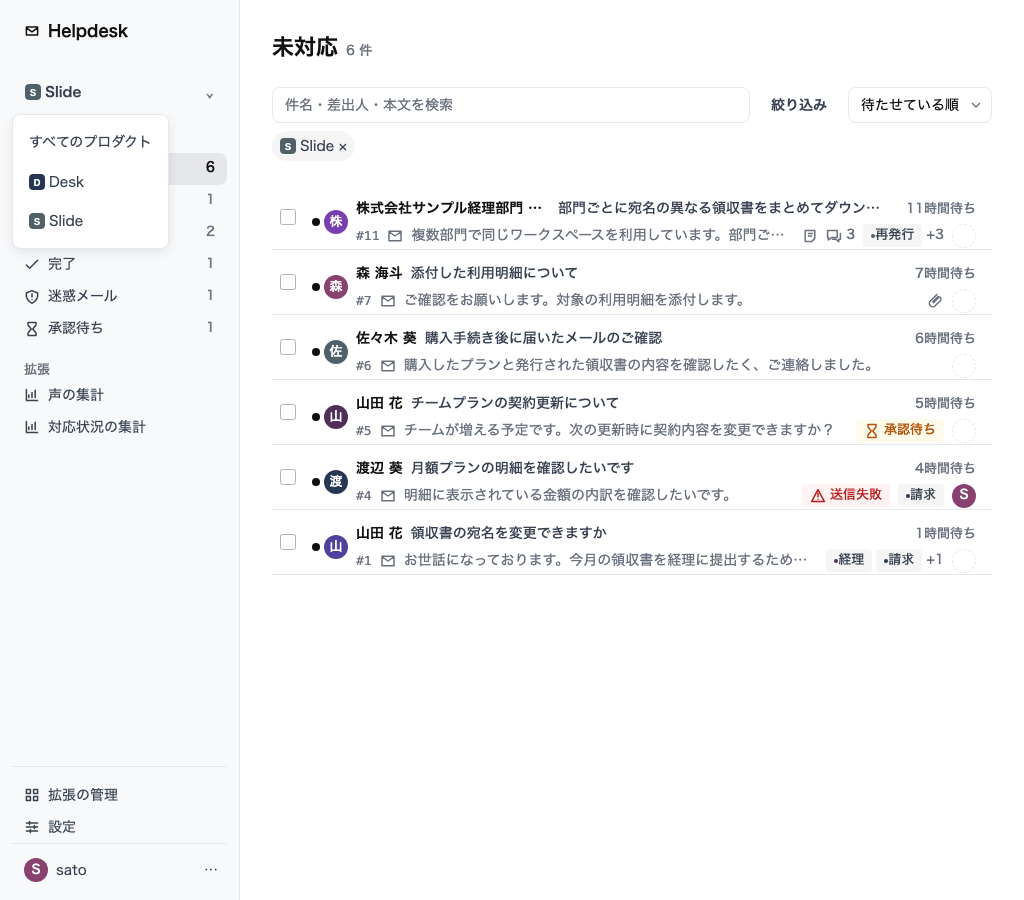 Helpdesk
S Slide
すべてのプロダクト
D Desk
S Slide
6
1
2
完了 1
迷惑メール 1
承認待ち 1
拡張
声の集計
対応状況の集計
拡張の管理
設定
S sato …
未対応 6 件
件名・差出人・本文を検索
絞り込み
待たせている順
S Slide ×
株 株式会社サンプル経理部門 … 部門ごとに宛名の異なる領収書をまとめてダウン… 11時間待ち
#11 複数部門で同じワークスペースを利用しています。部門ご… 3 •再発行 +3
森 森 海斗 添付した利用明細について 7時間待ち
#7 ご確認をお願いします。対象の利用明細を添付します。
佐 佐々木 葵 購入手続き後に届いたメールのご確認 6時間待ち
#6 購入したプランと発行された領収書の内容を確認したく、ご連絡しました。
山 山田 花 チームプランの契約更新について 5時間待ち
#5 チームが増える予定です。次の更新時に契約内容を変更できますか？ 承認待ち
渡 渡辺 葵 月額プランの明細を確認したいです 4時間待ち
#4 明細に表示されている金額の内訳を確認したいです。 送信失敗 •請求 S
山 山田 花 領収書の宛名を変更できますか 1時間待ち
#1 お世話になっております。今月の領収書を経理に提出するため… •経理 •請求 +1